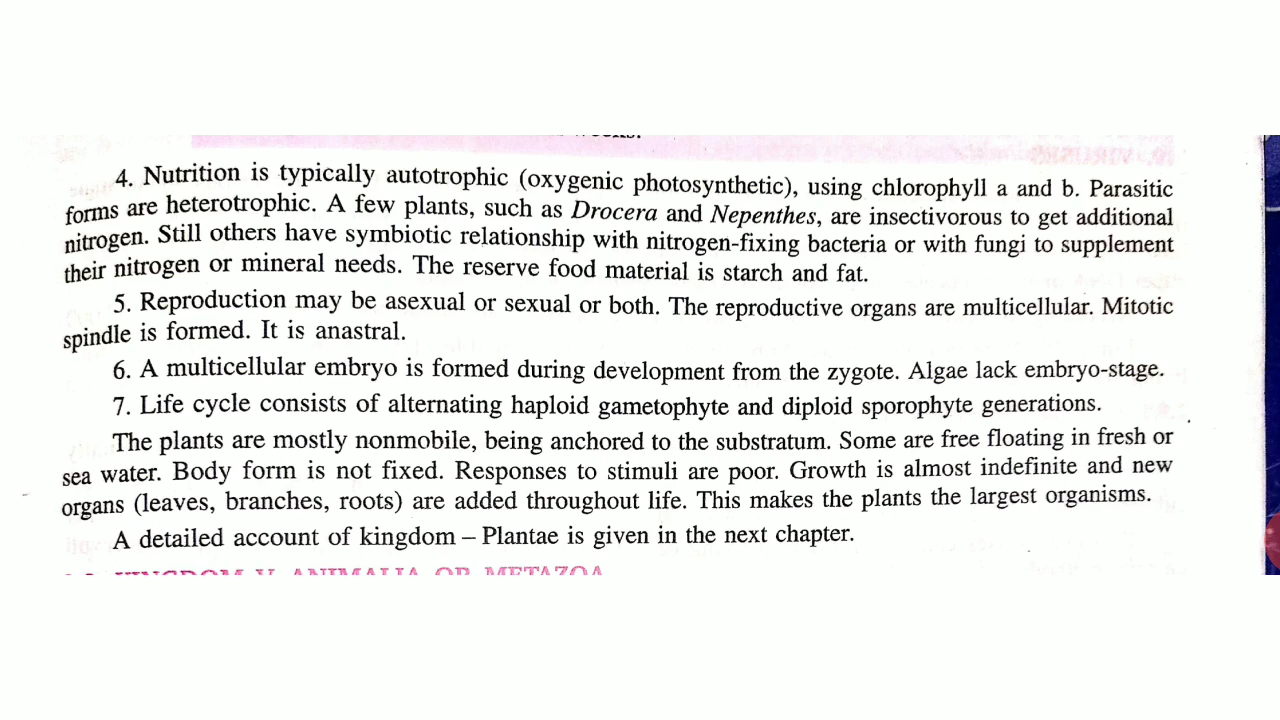 4. Nutrition is typically autotrophic (oxygenic photosynthetic), using chlorophyll a and b. Parasitic
forms are heterotrophic. A few plants, such as Drocera and Nepenthes, are insectivorous to get additional
nitrogen. Still others have symbiotic relationship with nitrogen-fixing bacteria or with fungi to supplement
their nitrogen or mineral needs. The reserve food material is starch and fat.
5. Reproduction may be asexual or sexual or both. The reproductive organs are multicellular. Mitotic
spindle is formed. It is anastral.
6. A multicellular embryo is formed during development from the zygote. Algae lack embryo-stage.
7. Life cycle consists of alternating haploid gametophyte and diploid sporophyte generations.
The plants are mostly nonmobile, being anchored to the substratum. Some are free floating in fresh or
sea water. Body form is not fixed. Responses to stimuli are poor. Growth is almost indefinite and new
organs (leaves, branches, roots) are added throughout life. This makes the plants the largest organisms.
A detailed account of kingdom – Plantae is given in the next chapter.
KINGDOM V. ANIMALIA OR METAZOA